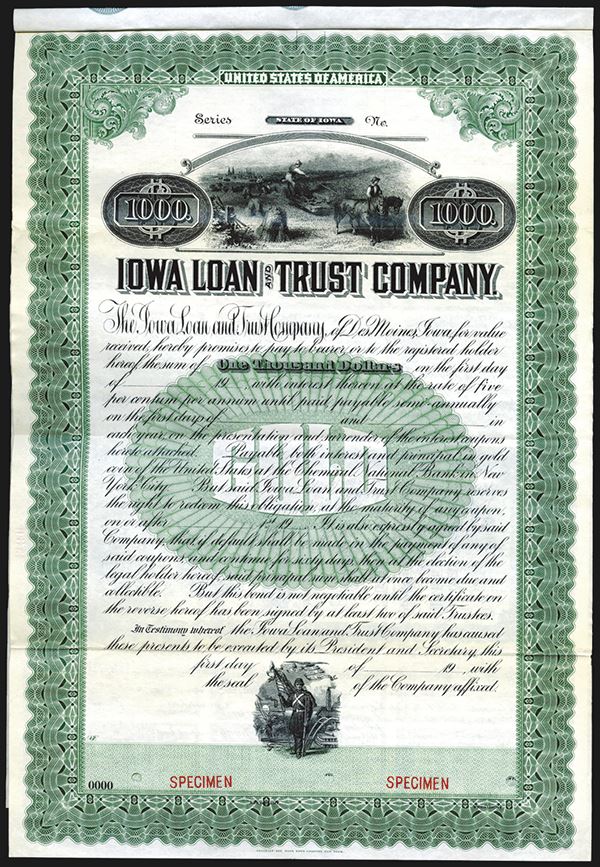 UNITED STATES OF AMERICA
Series STATE OF IOWA No.
1000. 1000.
IOWA LOAN AND TRUST COMPANY.
The Iowa Loan and Trust Company, of Des Moines, Iowa, for value
received, hereby promises to pay to bearer, or to the registered holder
hereof, the sum of One Thousand Dollars on the first day
of 19 , with interest thereon at the rate of five
per centum per annum until paid, payable semi-annually
on the first days of and in
each year, on the presentation and surrender of the interest coupons
hereto attached. Payable, both interest and principal, in gold
coin of the United States at the Chemical National Bank in New
York City. But said Iowa Loan and Trust Company reserves
the right to redeem this obligation at the maturity of any coupon,
on or after 1st 19 . It is also expressly agreed by said
Company, that if default shall be made in the payment of any of
said coupons, and continue for sixty days, then at the election of the
legal holder hereof, said principal sum shall at once become due and
collectible. But this bond is not negotiable until the certificate on
the reverse hereof has been signed by at least two of said Trustees.
In Testimony whereof the Iowa Loan and Trust Company has caused
these presents to be executed by its President and Secretary, this
first day of 19 , with
the seal of the Company affixed.
GOLD
0000 SPECIMEN SPECIMEN